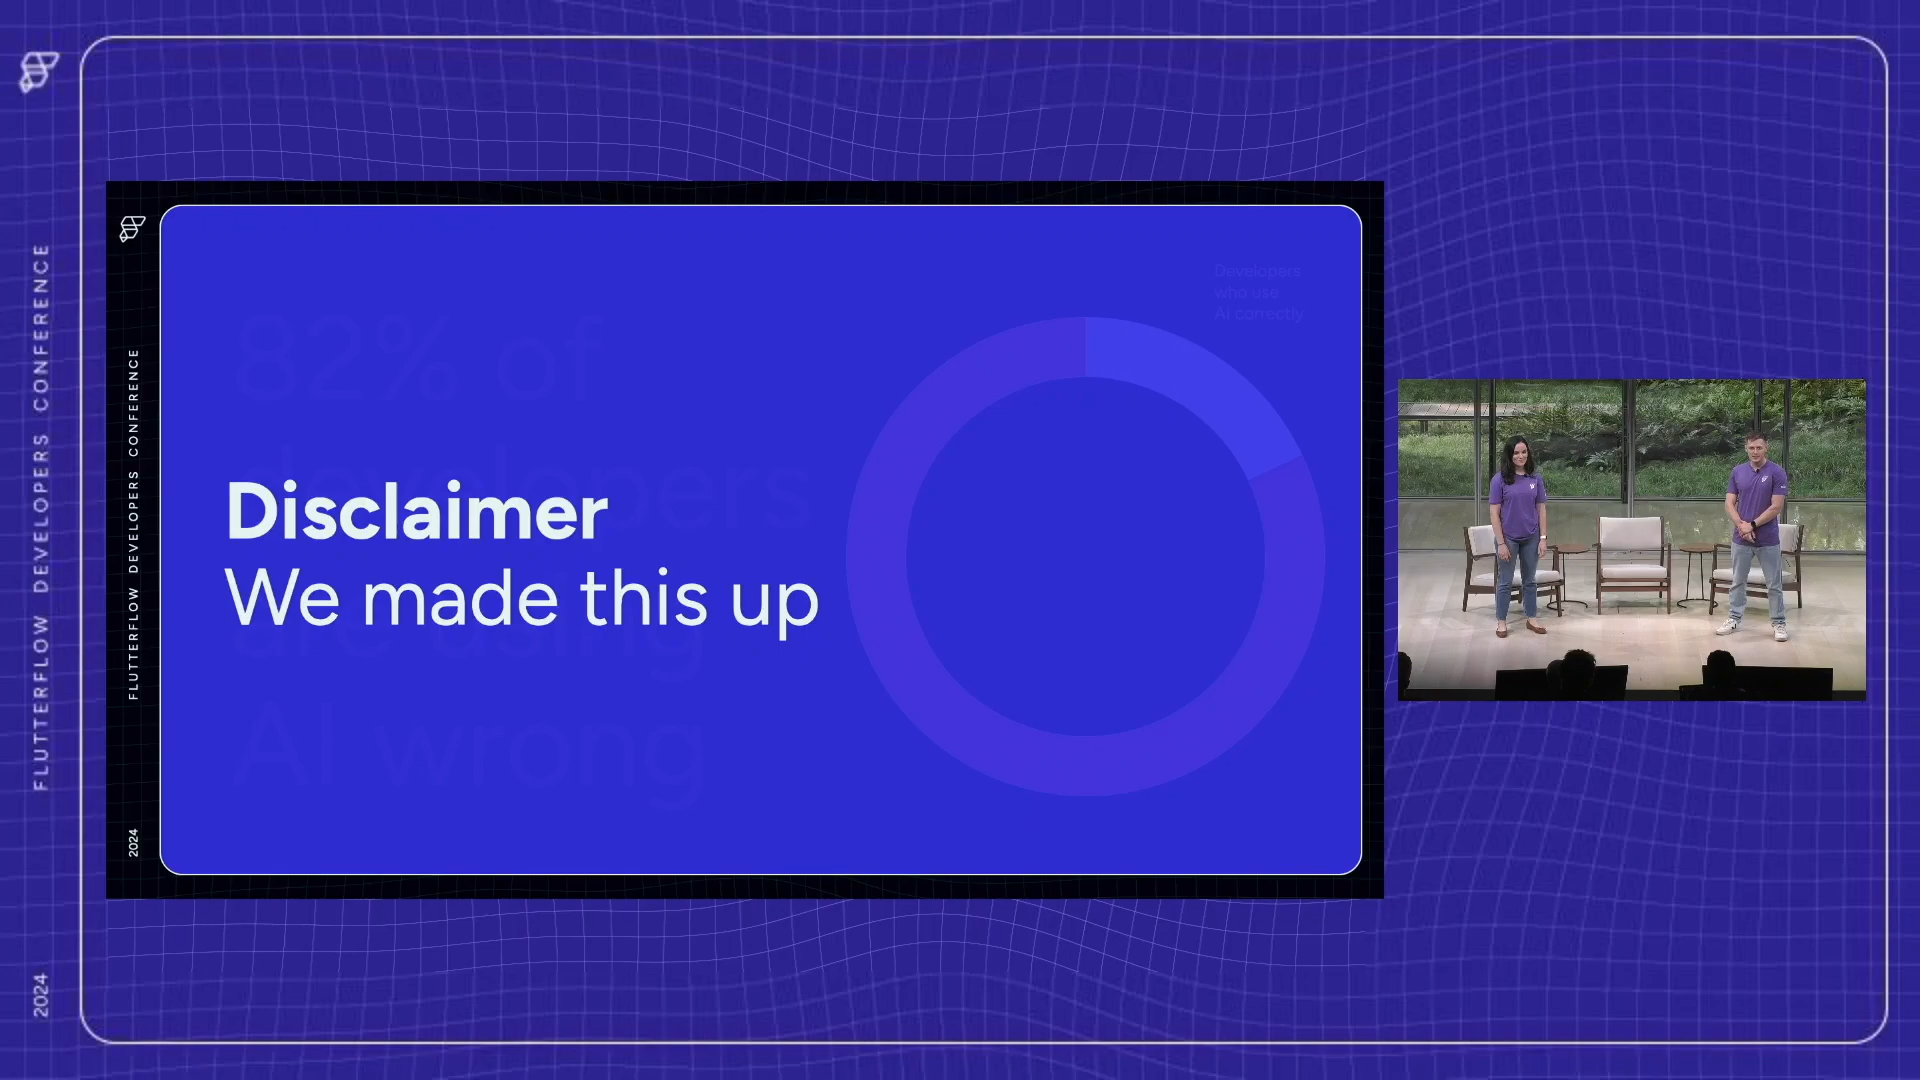 FLUTTERFLOW DEVELOPERS CONFERENCE
2024
FLUTTERFLOW DEVELOPERS CONFERENCE
2024
82% of
developers
are using
AI wrong
Disclaimer
We made this up
Developers
who use
AI correctly